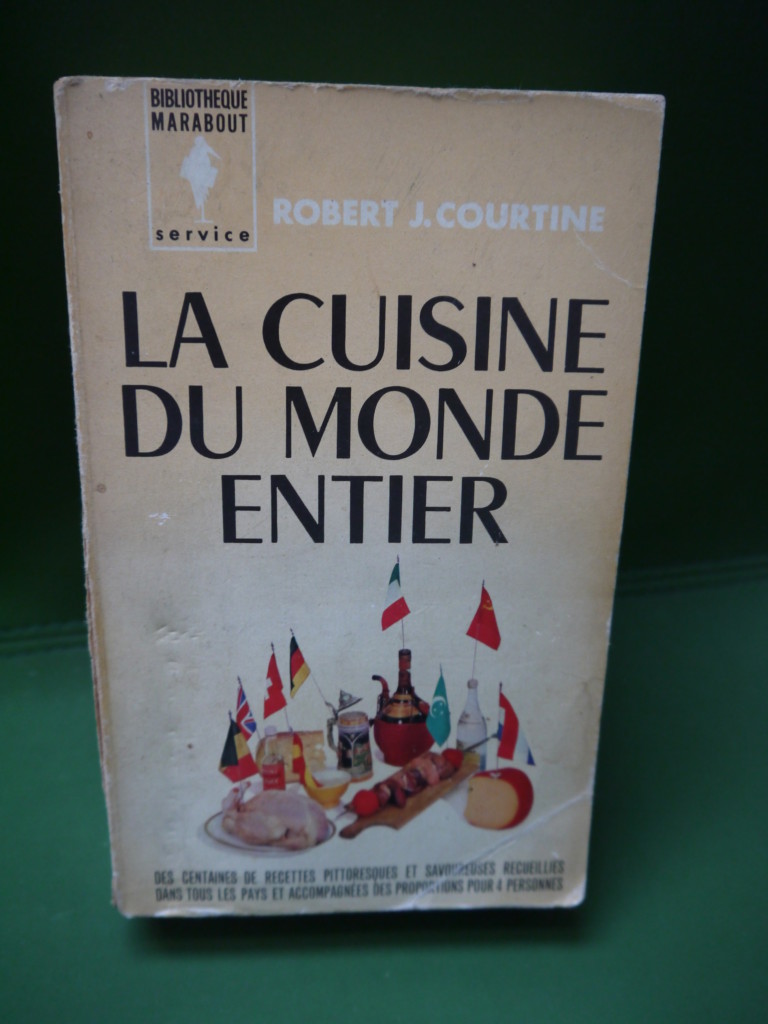 BIBLIOTHEQUE
MARABOUT
service
ROBERT J. COURTINE
LA CUISINE
DU MONDE
ENTIER
DES CENTAINES DE RECETTES PITTORESQUES ET SAVOUREUSES RECUEILLIES
DANS TOUS LES PAYS ET ACCOMPAGNÉES DES PROPORTIONS POUR 4 PERSONNES